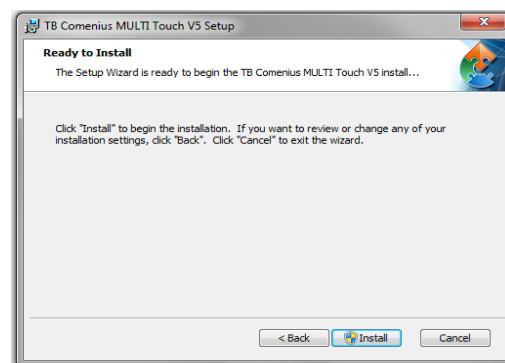 TB Comenius MULTI Touch V5 Setup
Ready to Install
The Setup Wizard is ready to begin the TB Comenius MULTI Touch V5 install...
Click "Install" to begin the installation. If you want to review or change any of your
installation settings, click "Back". Click "Cancel" to exit the wizard.
< Back Install Cancel